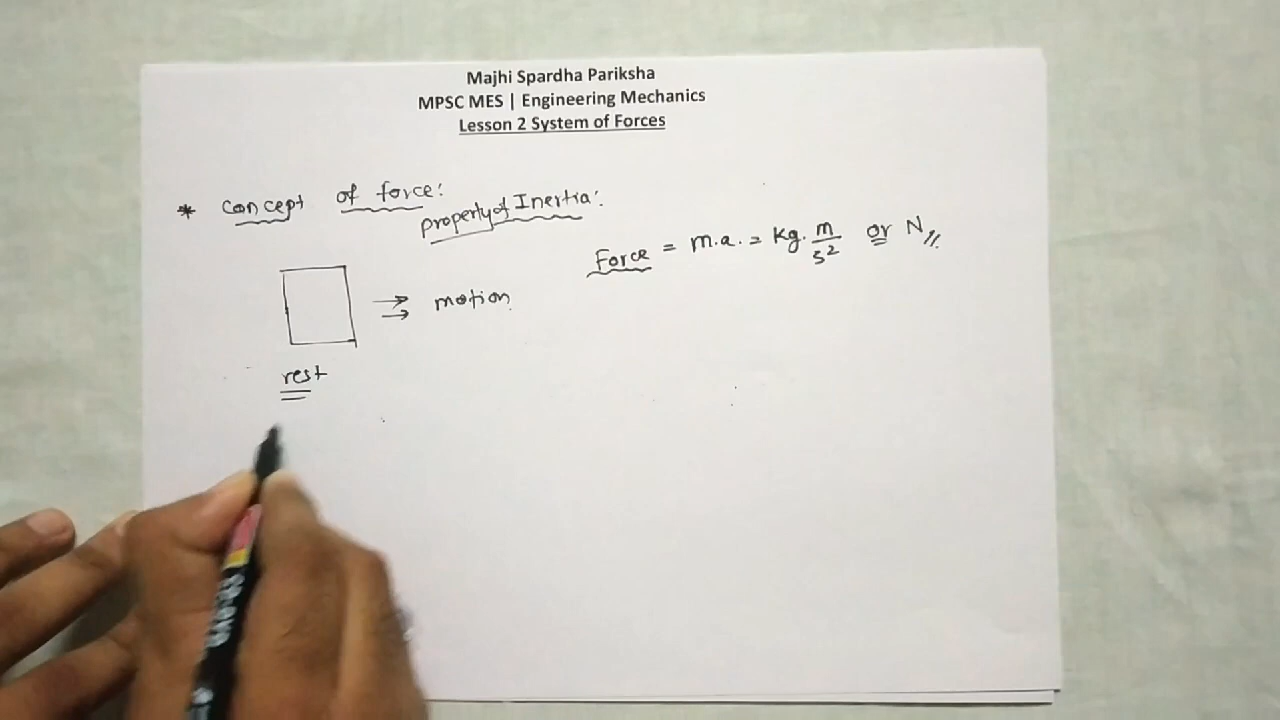 Majhi Spardha Pariksha
MPSC MES | Engineering Mechanics
Lesson 2 System of Forces
* concept of force:
property of Inertia:
Force = m.a. = kg. m/s² or N
motion
rest